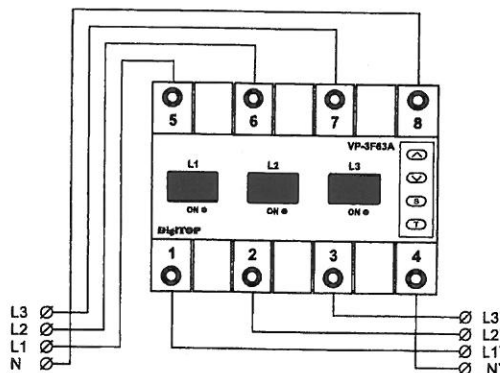 5 6 7 8
VP-3F63A
L1 L2 L3
ON ON ON
S
T
DigiTOP
1 2 3 4
L3 L3
L2 L2
L1 L1'
N N'